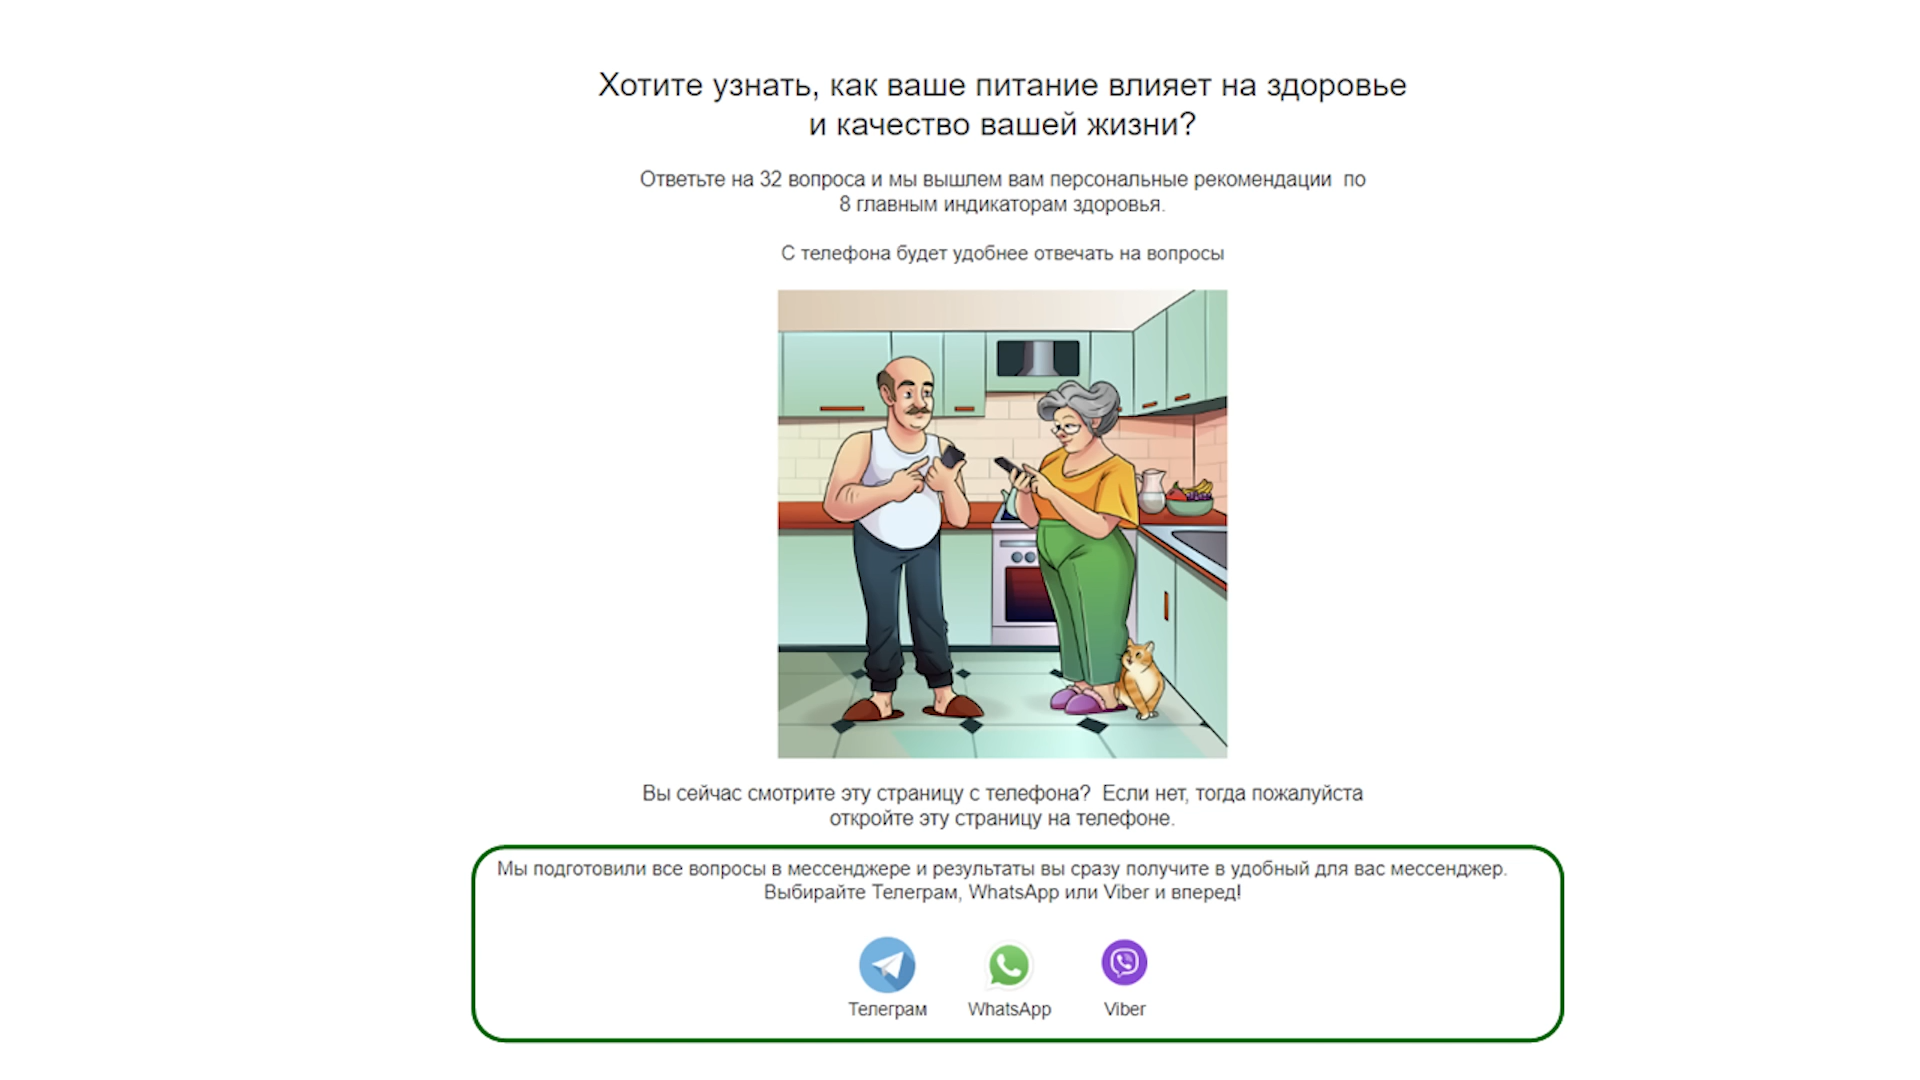 Хотите узнать, как ваше питание влияет на здоровье
и качество вашей жизни?
Ответьте на 32 вопроса и мы вышлем вам персональные рекомендации по
8 главным индикаторам здоровья.
С телефона будет удобнее отвечать на вопросы
Вы сейчас смотрите эту страницу с телефона? Если нет, тогда пожалуйста
откройте эту страницу на телефоне.
Мы подготовили все вопросы в мессенджере и результаты вы сразу получите в удобный для вас мессенджер.
Выбирайте Телеграм, WhatsApp или Viber и вперед!
Телеграм WhatsApp Viber